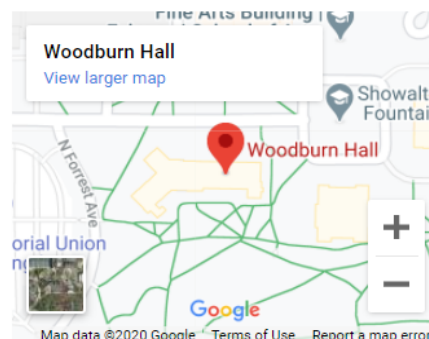 Fine Arts Building |
Woodburn Hall
View larger map
Showalt
Fountai
Woodburn Hall
N Forrest Ave
orial Union
Google
Map data ©2020 Google Terms of Use Report a map error